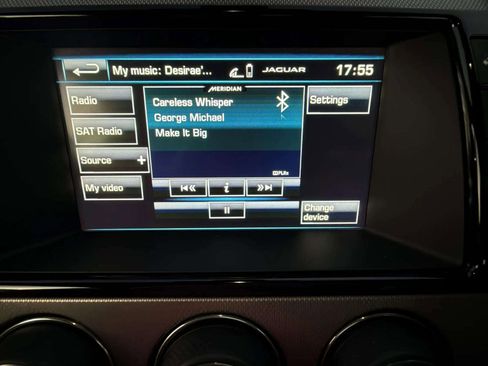 My music: Desirae'... JAGUAR 17:55
MERIDIAN
Radio
Careless Whisper
Settings
George Michael
SAT Radio
Make It Big
Source +
My video
i
Change
device